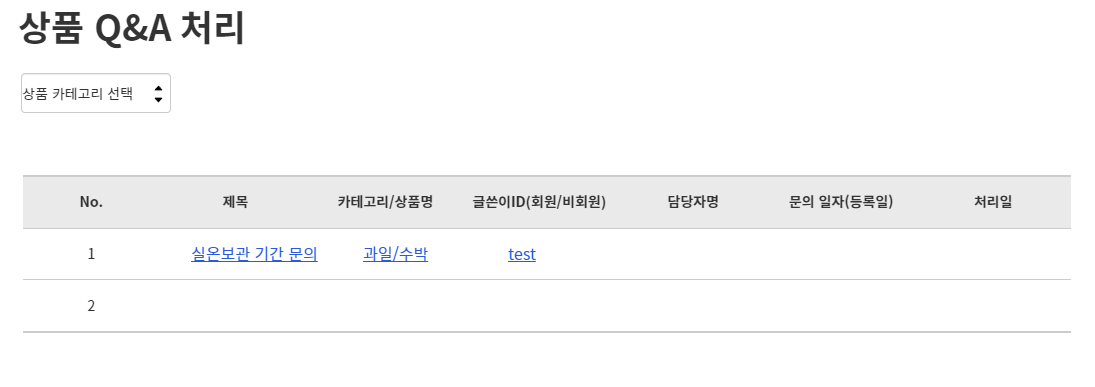 상품 Q&A 처리
상품 카테고리 선택
No. 제목 카테고리/상품명 글쓴이ID(회원/비회원) 담당자명 문의 일자(등록일) 처리일
1 실온보관 기간 문의 과일/수박 test
2